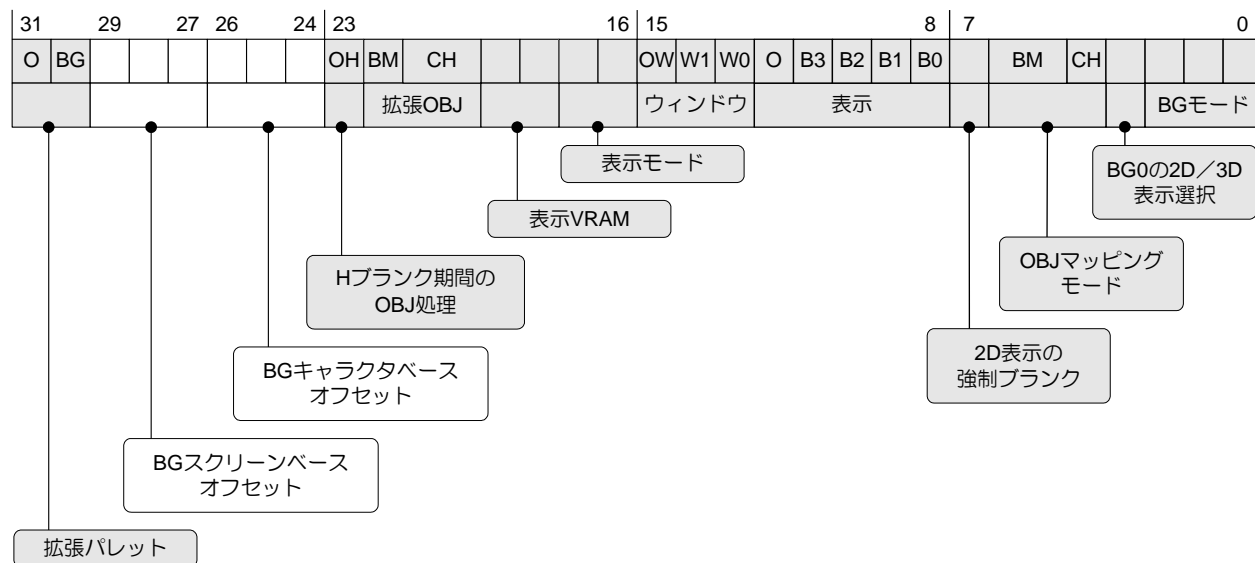 31 29 27 26 24 23 16 15 8 7 0
O BG OH BM CH OW W1 W0 O B3 B2 B1 B0 BM CH
拡張OBJ ウィンドウ 表示 BGモード
表示モード
BG0の2D／3D
表示選択
表示VRAM
Hブランク期間の
OBJ処理
OBJマッピング
モード
BGキャラクタベース
オフセット
2D表示の
強制ブランク
BGスクリーンベース
オフセット
拡張パレット